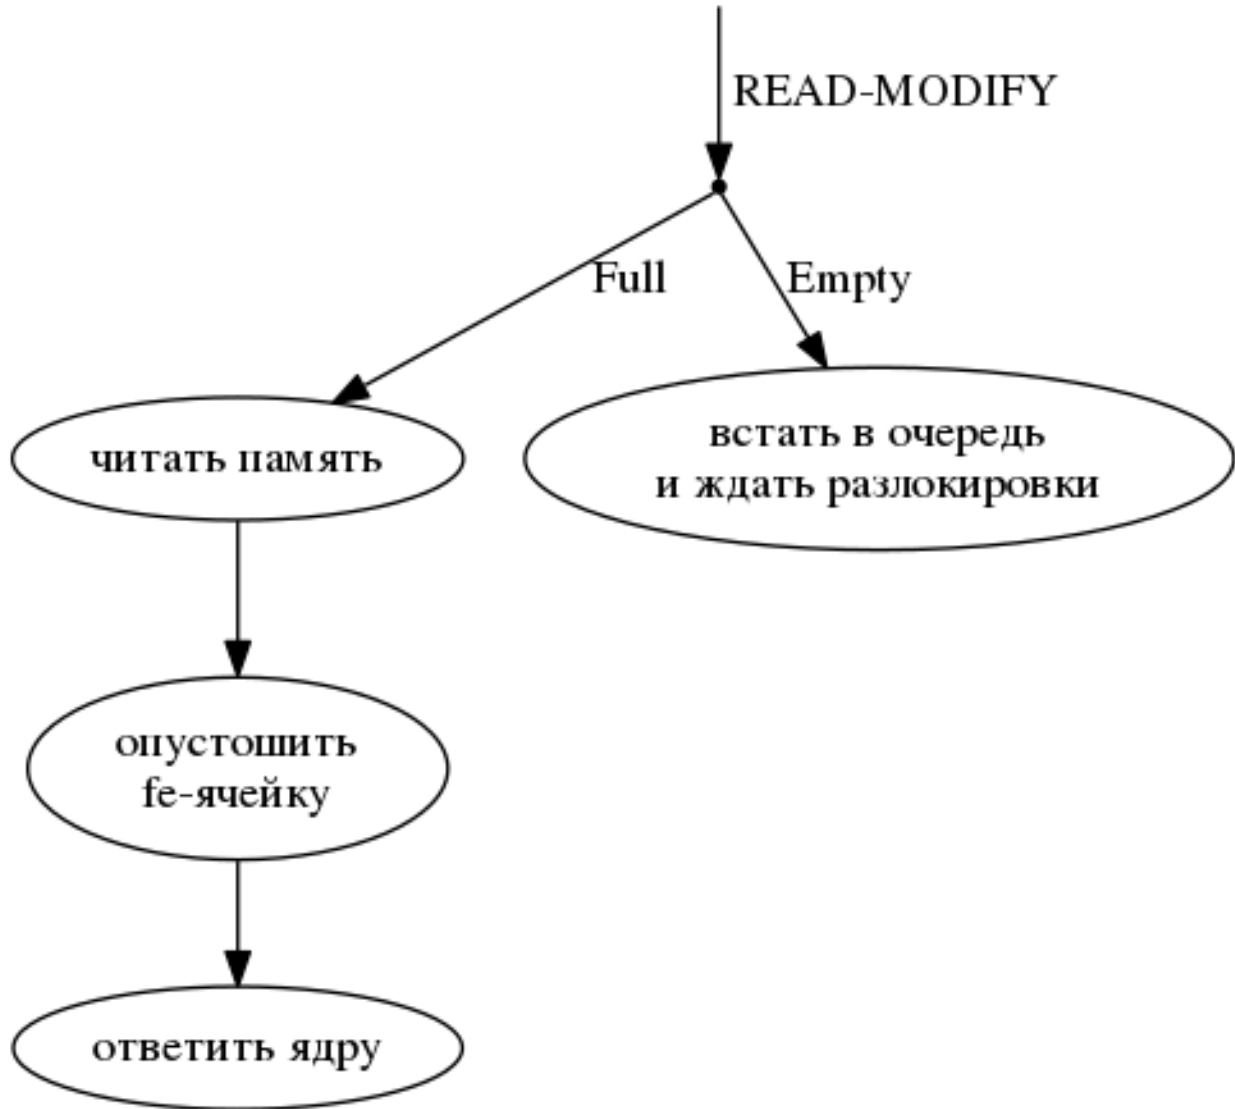 READ-MODIFY
Full
Empty
читать память
встать в очередь
и ждать разлокировки
опустошить
fe-ячейку
ответить ядру